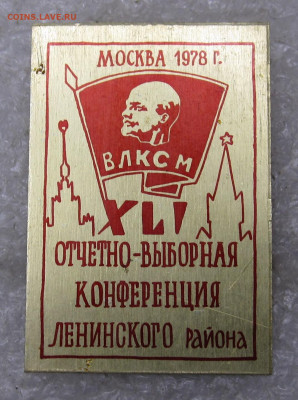 COINS.LAVE.RU
МОСКВА 1978 Г.
ВЛКСМ
XLI
ОТЧЕТНО-ВЫБОРНАЯ
КОНФЕРЕНЦИЯ
ЛЕНИНСКОГО РАЙОНА